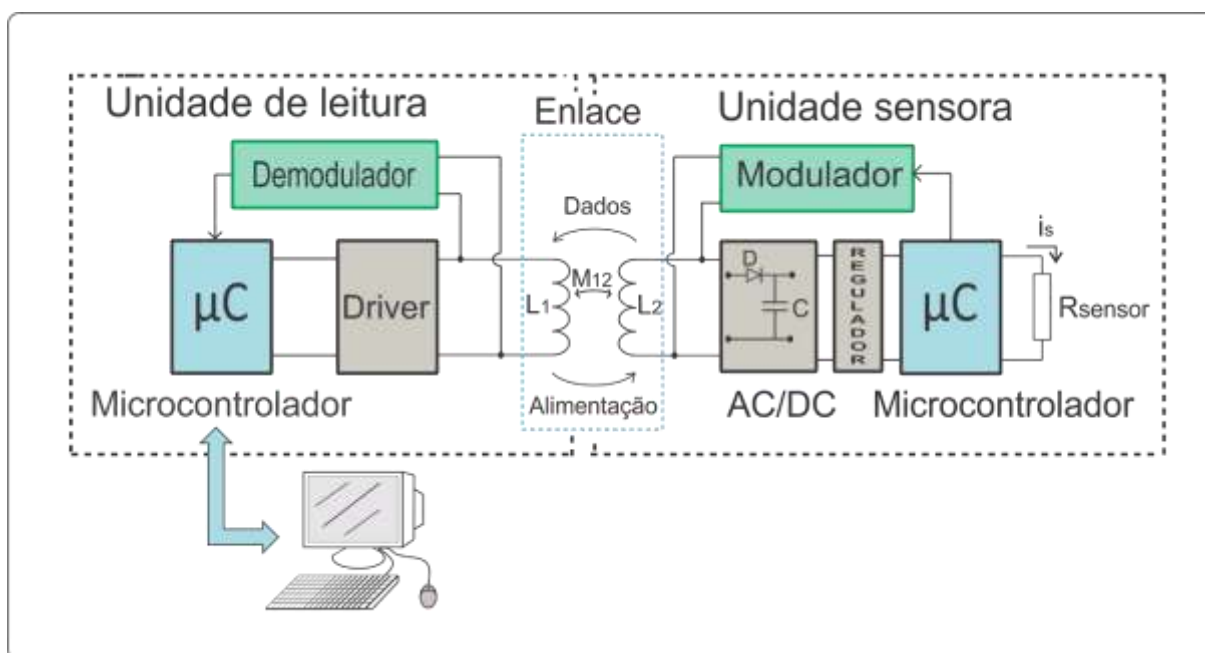 Unidade de leitura
Enlace
Unidade sensora
Demodulador
Modulador
Dados
is
µC
Driver
L1
M12
L2
D
C
REGULADOR
µC
Rsensor
Microcontrolador
Alimentação
AC/DC
Microcontrolador